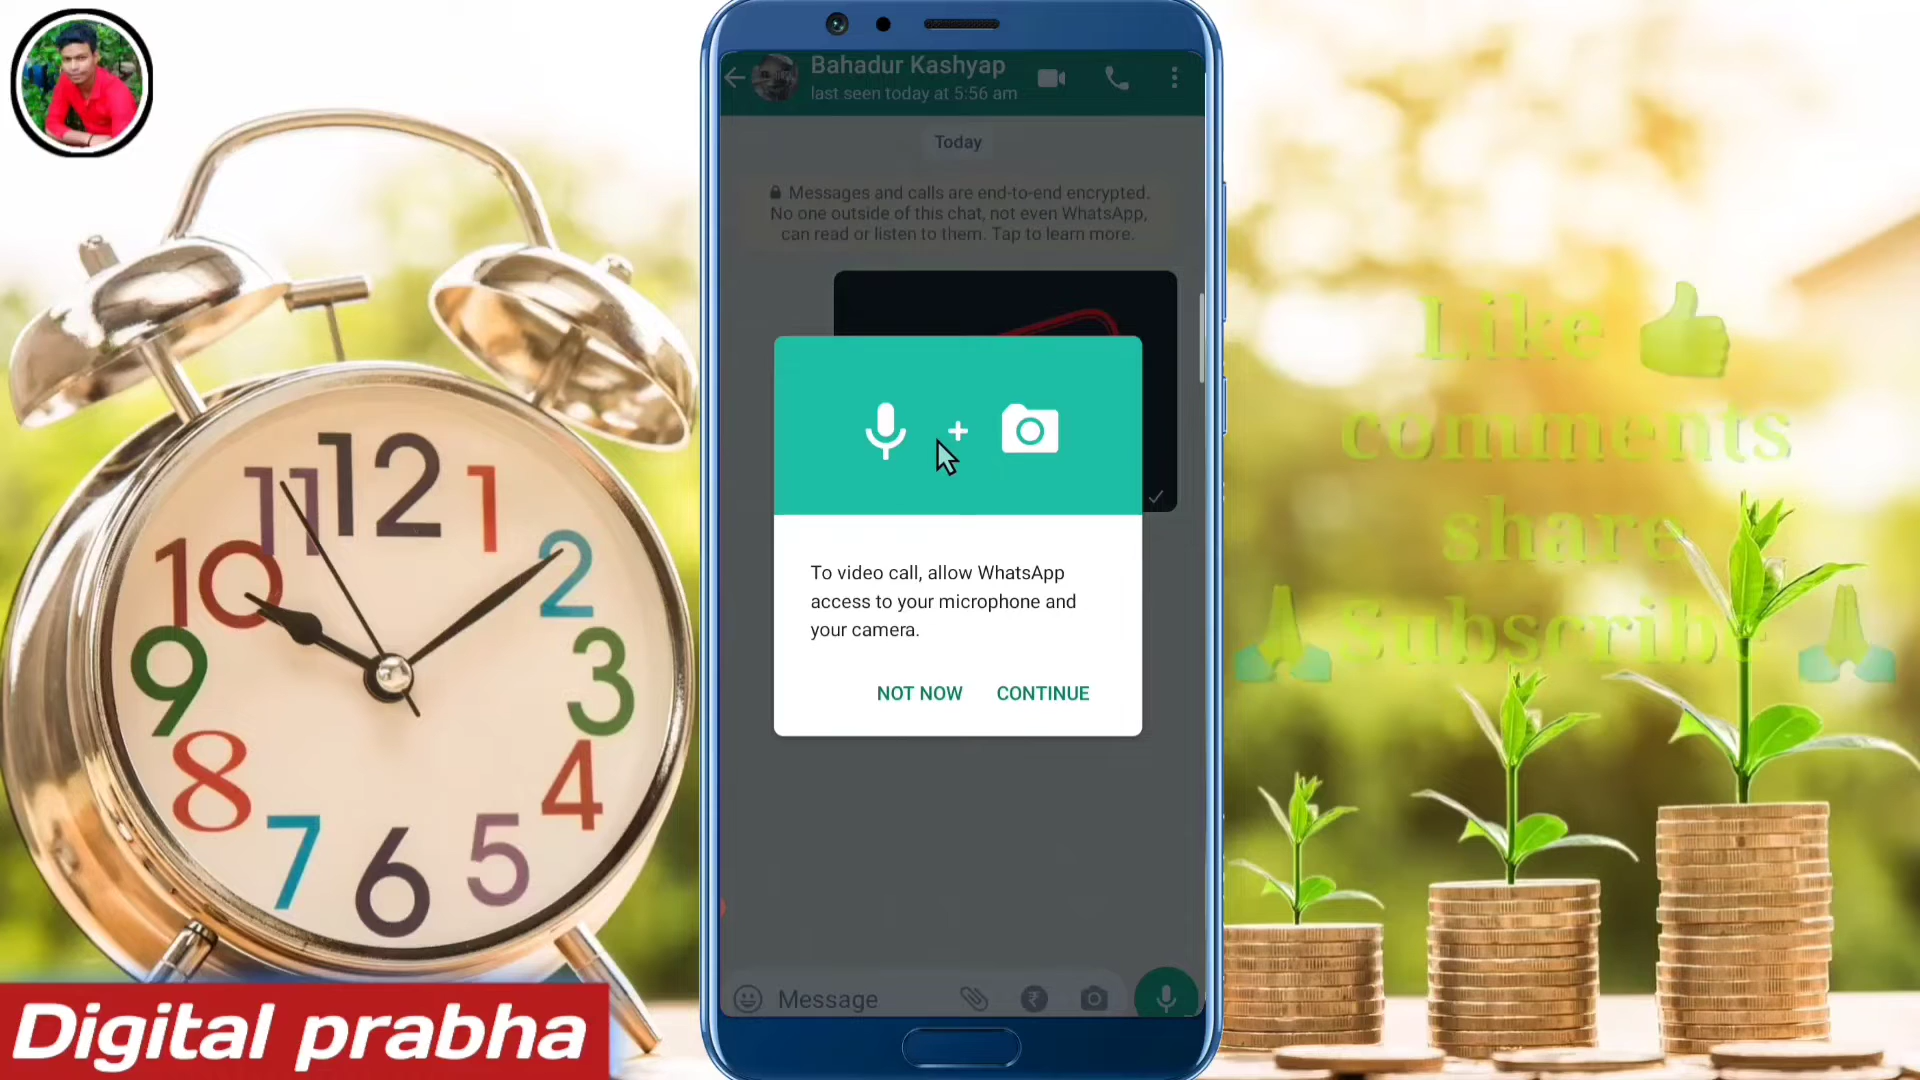 Bahadur Kashyap
last seen today at 5:56 am
Today
Messages and calls are end-to-end encrypted.
No one outside of this chat, not even WhatsApp,
can read or listen to them. Tap to learn more.
To video call, allow WhatsApp
access to your microphone and
your camera.
NOT NOW CONTINUE
Message
12
1
2
3
4
5
6
7
8
9
10
11
Like
comments
share
Subscribe
Digital prabha